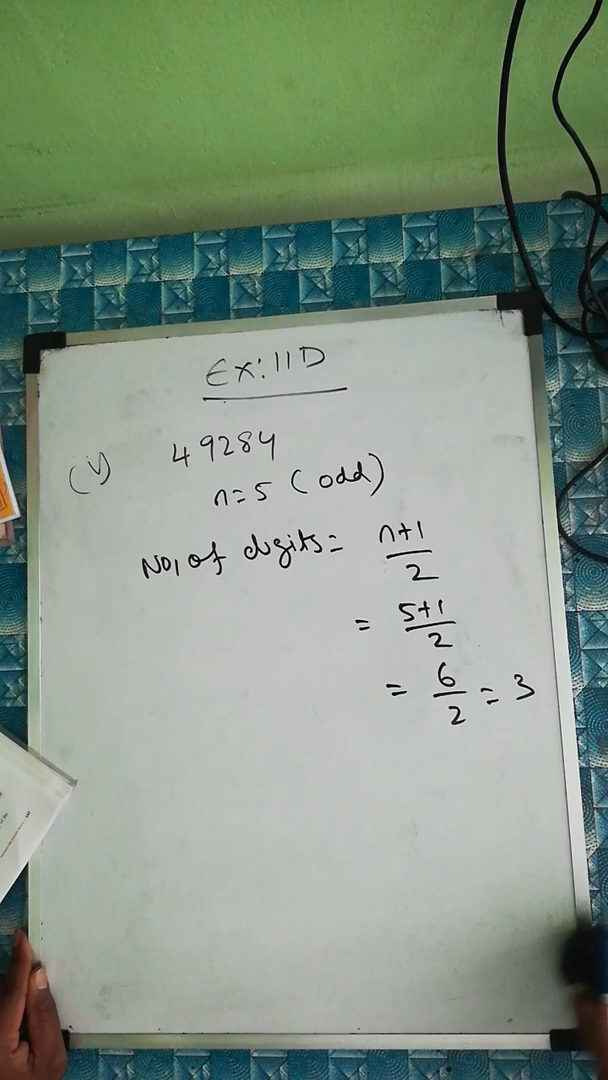 Ex: 11D
(V) 49284
n=5 (odd)
No, of digits= n+1/2
= 5+1/2
= 6/2 = 3